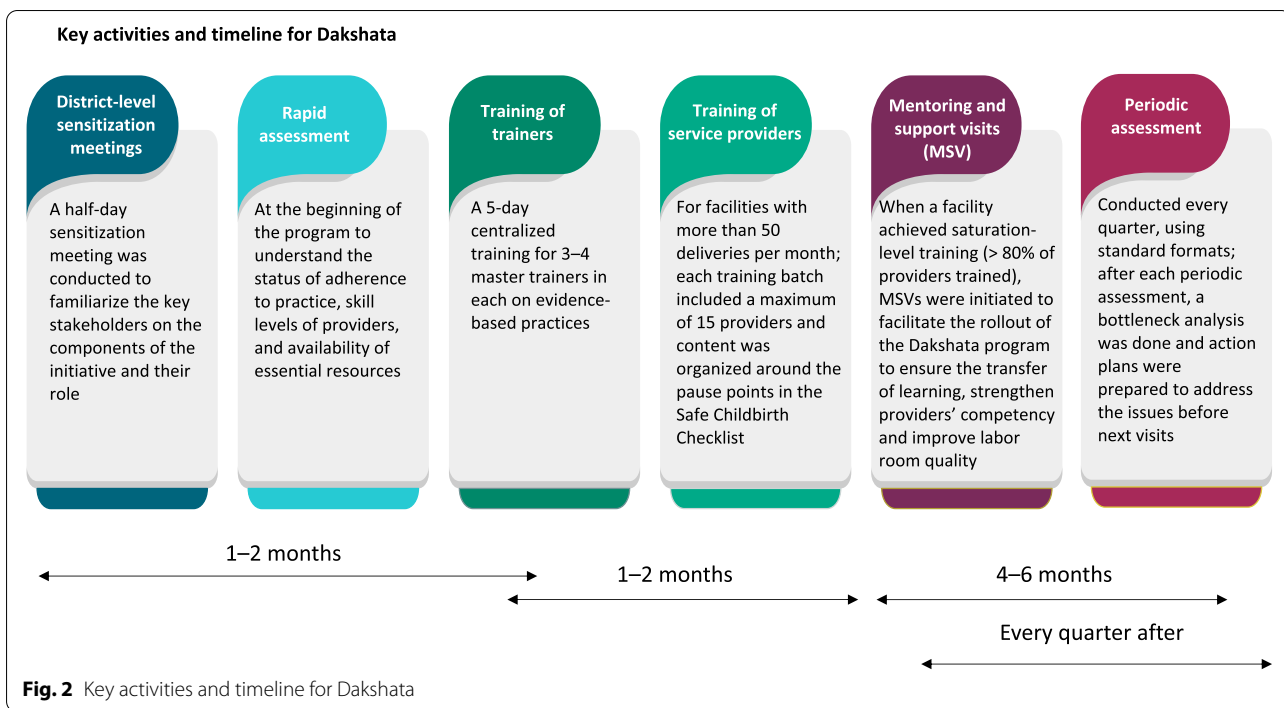 Key activities and timeline for Dakshata
District-level
sensitization
meetings
A half-day
sensitization
meeting was
conducted to
familiarize the key
stakeholders on the
components of the
initiative and their
role
Rapid
assessment
At the beginning of
the program to
understand the
status of adherence
to practice, skill
levels of providers,
and availability of
essential resources
Training of
trainers
A 5-day
centralized
training for 3–4
master trainers in
each on evidence-
based practices
Training of
service providers
For facilities with
more than 50
deliveries per month;
each training batch
included a maximum
of 15 providers and
content was
organized around the
pause points in the
Safe Childbirth
Checklist
Mentoring and
support visits
(MSV)
When a facility
achieved saturation-
level training (> 80% of
providers trained),
MSVs were initiated to
facilitate the rollout of
the Dakshata program
to ensure the transfer
of learning, strengthen
providers’ competency
and improve labor
room quality
Periodic
assessment
Conducted every
quarter, using
standard formats;
after each periodic
assessment, a
bottleneck analysis
was done and action
plans were
prepared to address
the issues before
next visits
1–2 months
1–2 months
4–6 months
Every quarter after
Fig. 2 Key activities and timeline for Dakshata